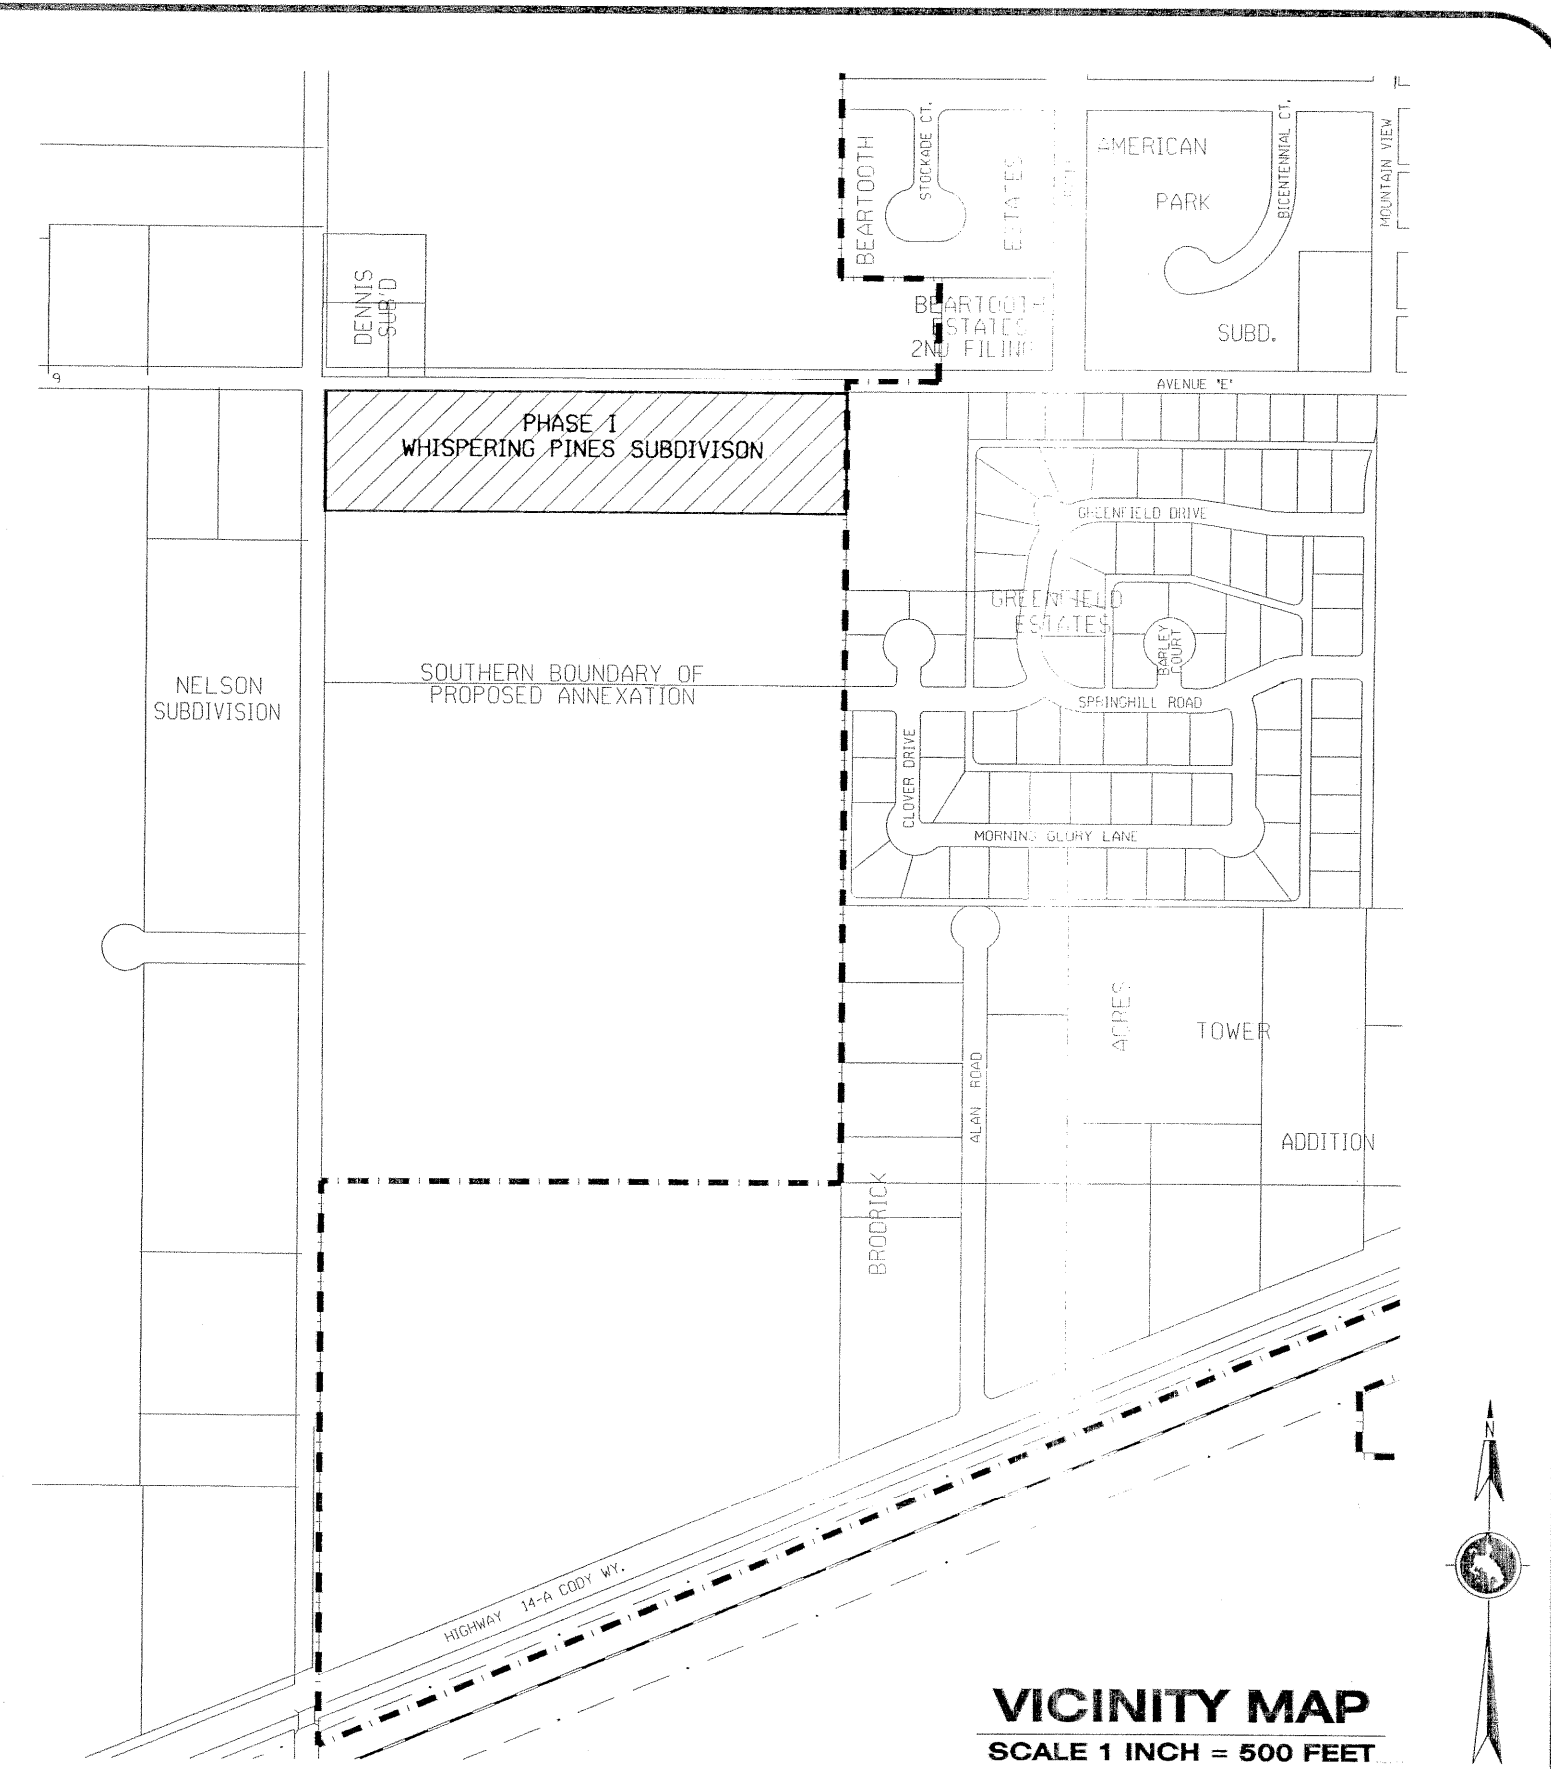 STOCKADE CT.
BEARTOOTH
ESTATES
AMERICAN
PARK
SUBD.
BICENTENNIAL CT.
MOUNTAIN VIEW
DENNIS
SUB'D
BEARTOOTH
ESTATES
2ND FILING
9
AVENUE 'E'
PHASE I
WHISPERING PINES SUBDIVISON
GREENFIELD DRIVE
GREENFIELD
ESTATES
BARLEY
COURT
NELSON
SUBDIVISION
SOUTHERN BOUNDARY OF
PROPOSED ANNEXATION
SPRINGHILL ROAD
CLOVER DRIVE
MORNING GLORY LANE
ACRES
TOWER
ALAN ROAD
ADDITION
BRODRICK
N
HIGHWAY 14-A CODY WY.
VICINITY MAP
SCALE 1 INCH = 500 FEET